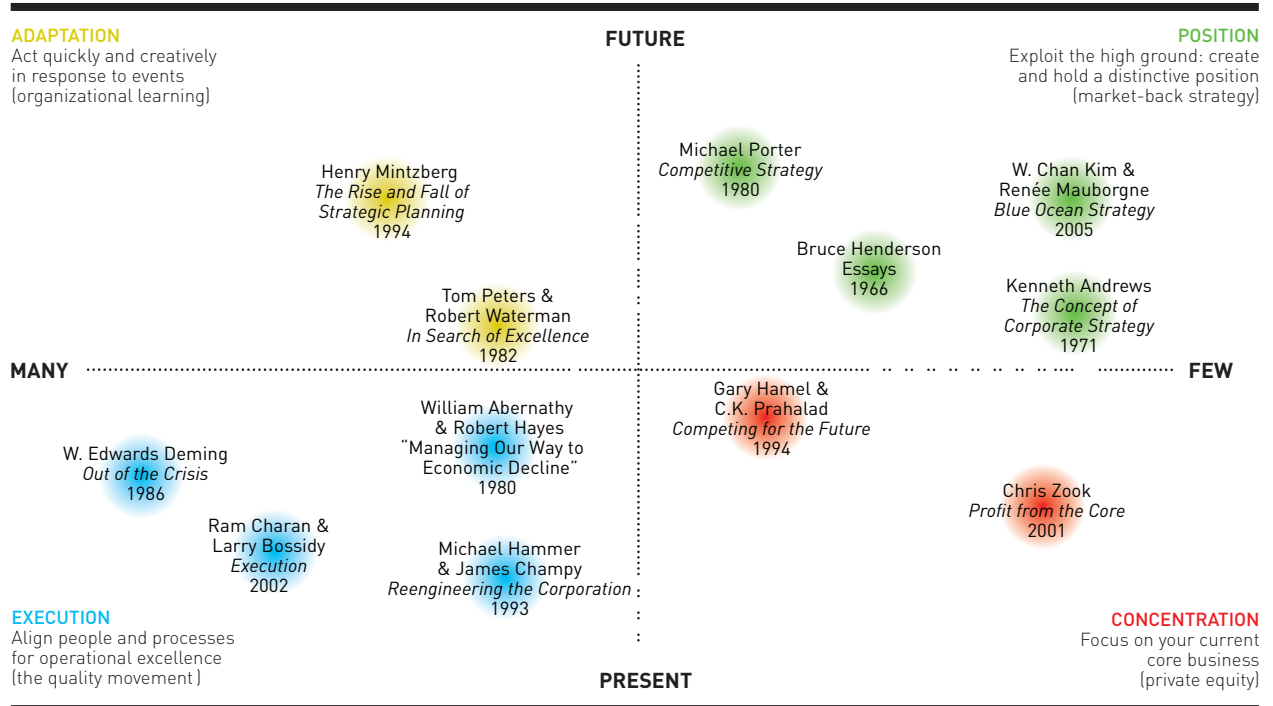 ADAPTATION
Act quickly and creatively
in response to events
(organizational learning)
FUTURE
POSITION
Exploit the high ground: create
and hold a distinctive position
(market-back strategy)
Henry Mintzberg
The Rise and Fall of
Strategic Planning
1994
Michael Porter
Competitive Strategy
1980
W. Chan Kim &
Renée Mauborgne
Blue Ocean Strategy
2005
Bruce Henderson
Essays
1966
Tom Peters &
Robert Waterman
In Search of Excellence
1982
Kenneth Andrews
The Concept of
Corporate Strategy
1971
MANY
FEW
William Abernathy
& Robert Hayes
“Managing Our Way to
Economic Decline”
1980
Gary Hamel &
C.K. Prahalad
Competing for the Future
1994
W. Edwards Deming
Out of the Crisis
1986
Chris Zook
Profit from the Core
2001
Ram Charan &
Larry Bossidy
Execution
2002
Michael Hammer
& James Champy
Reengineering the Corporation
1993
EXECUTION
Align people and processes
for operational excellence
(the quality movement)
PRESENT
CONCENTRATION
Focus on your current
core business
(private equity)